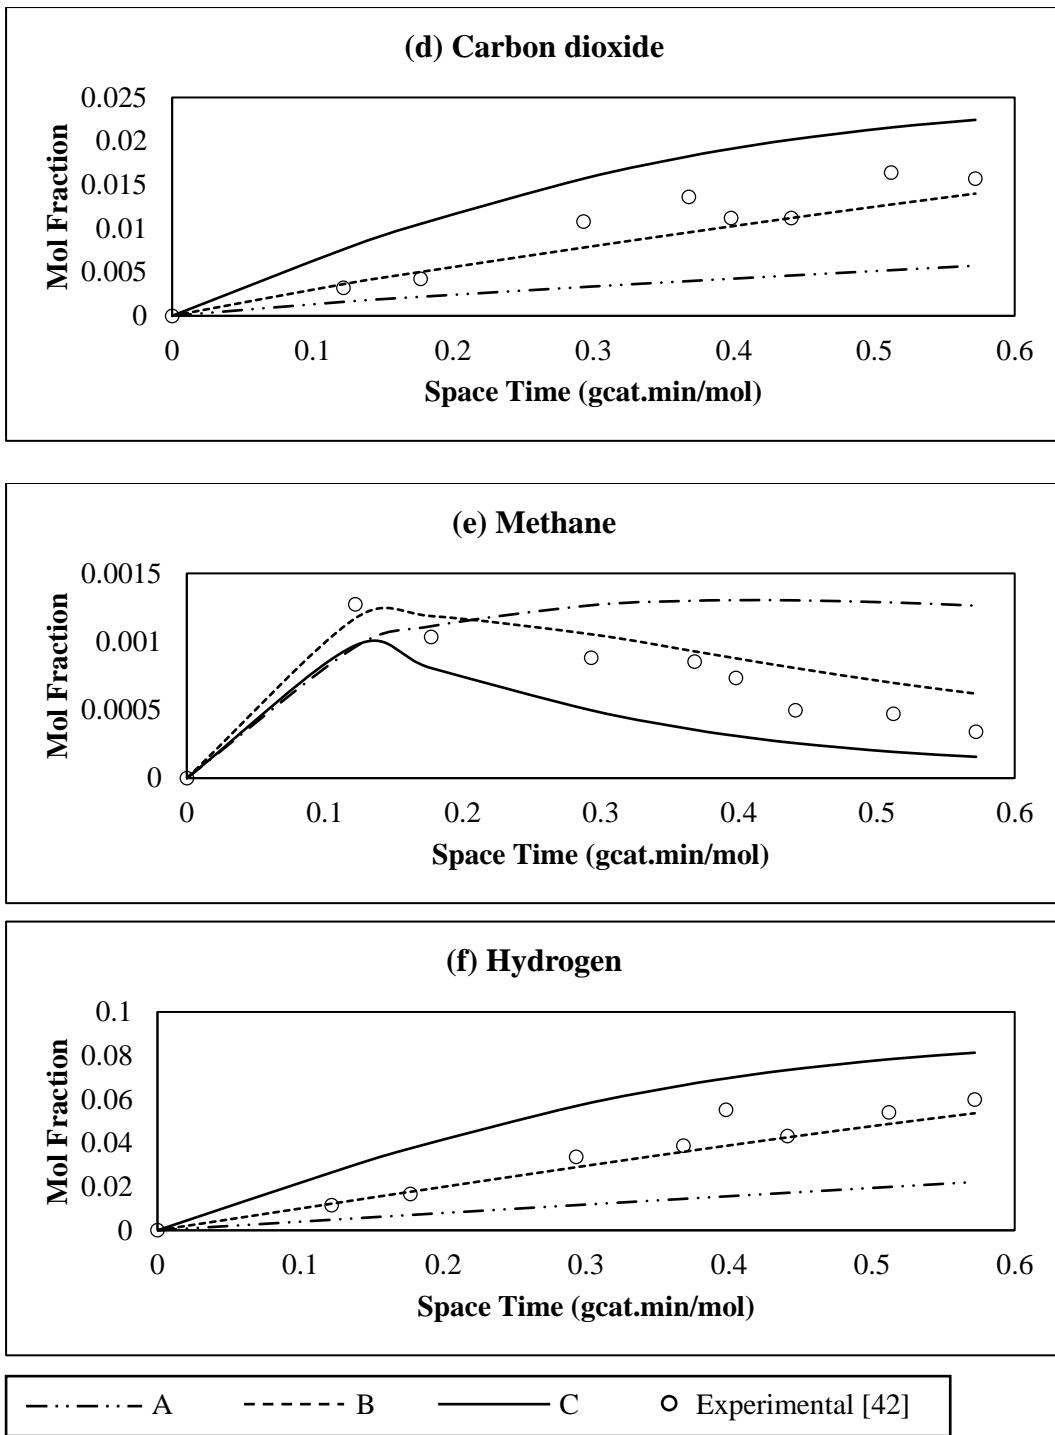 (d) Carbon dioxide
Mol Fraction
0.025
0.02
0.015
0.01
0.005
0
0 0.1 0.2 0.3 0.4 0.5 0.6
Space Time (gcat.min/mol)
(e) Methane
Mol Fraction
0.0015
0.001
0.0005
0
0 0.1 0.2 0.3 0.4 0.5 0.6
Space Time (gcat.min/mol)
(f) Hydrogen
Mol Fraction
0.1
0.08
0.06
0.04
0.02
0
0 0.1 0.2 0.3 0.4 0.5 0.6
Space Time (gcat.min/mol)
A B C Experimental [42]